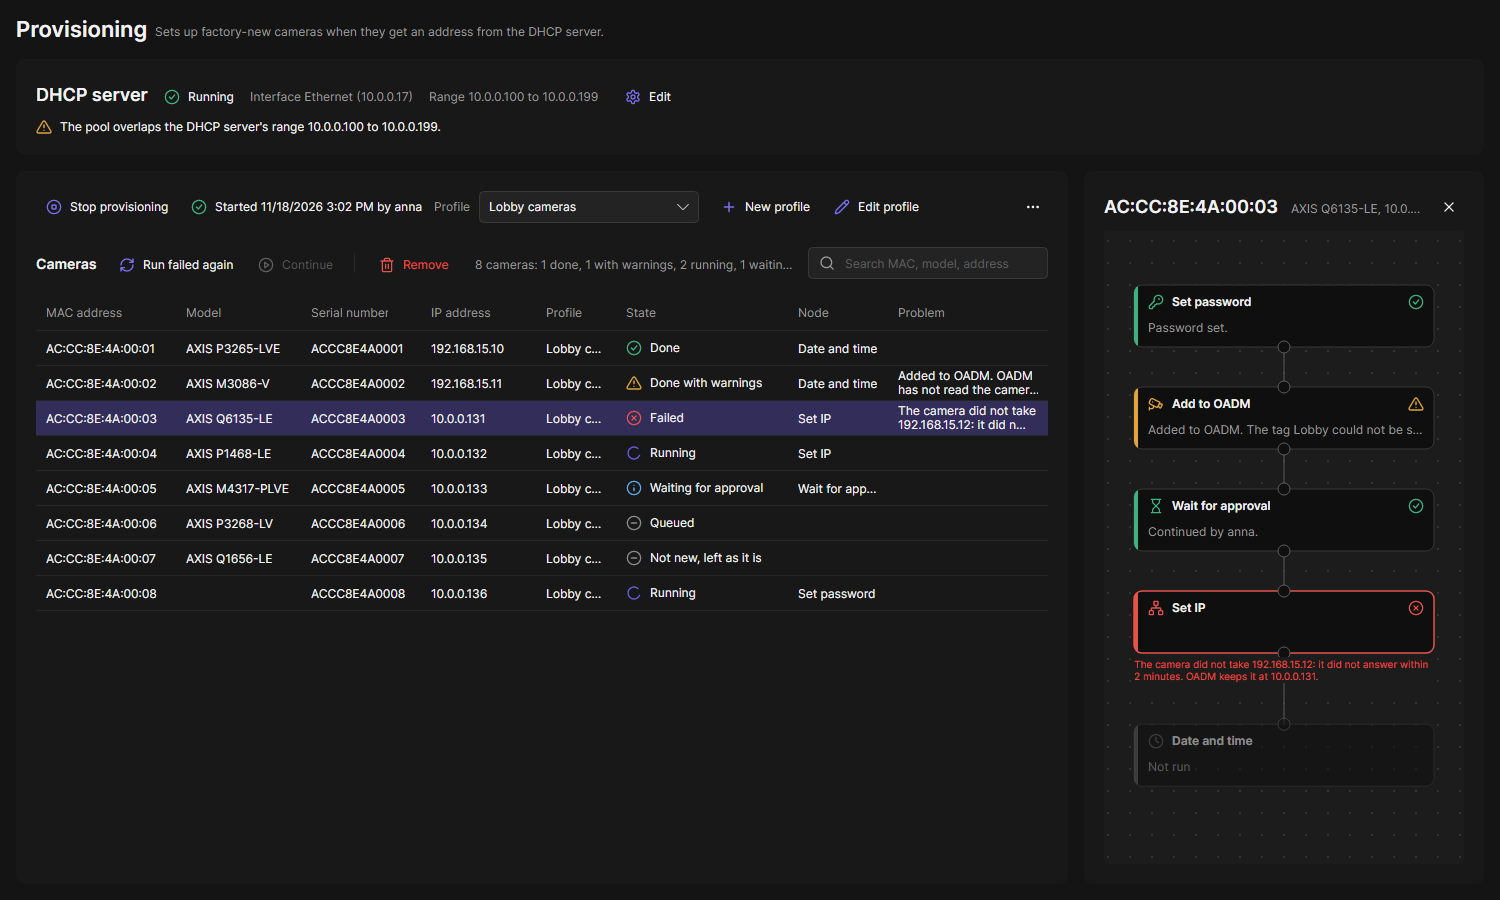 Provisioning Sets up factory-new cameras when they get an address from the DHCP server.
DHCP server Running Interface Ethernet (10.0.0.17) Range 10.0.0.100 to 10.0.0.199 Edit
The pool overlaps the DHCP server's range 10.0.0.100 to 10.0.0.199.
Stop provisioning Started 11/18/2026 3:02 PM by anna Profile Lobby cameras New profile Edit profile ...
Cameras Run failed again Continue Remove 8 cameras: 1 done, 1 with warnings, 2 running, 1 waitin... Search MAC, model, address
MAC address Model Serial number IP address Profile State Node Problem
AC:CC:8E:4A:00:01 AXIS P3265-LVE ACCC8E4A0001 192.168.15.10 Lobby c... Done Date and time
AC:CC:8E:4A:00:02 AXIS M3086-V ACCC8E4A0002 192.168.15.11 Lobby c... Done with warnings Date and time Added to OADM. OADM
has not read the camer...
AC:CC:8E:4A:00:03 AXIS Q6135-LE ACCC8E4A0003 10.0.0.131 Lobby c... Failed Set IP The camera did not take
192.168.15.12: it did n...
AC:CC:8E:4A:00:04 AXIS P1468-LE ACCC8E4A0004 10.0.0.132 Lobby c... Running Set IP
AC:CC:8E:4A:00:05 AXIS M4317-PLVE ACCC8E4A0005 10.0.0.133 Lobby c... Waiting for approval Wait for app...
AC:CC:8E:4A:00:06 AXIS P3268-LV ACCC8E4A0006 10.0.0.134 Lobby c... Queued
AC:CC:8E:4A:00:07 AXIS Q1656-LE ACCC8E4A0007 10.0.0.135 Lobby c... Not new, left as it is
AC:CC:8E:4A:00:08 ACCC8E4A0008 10.0.0.136 Lobby c... Running Set password
AC:CC:8E:4A:00:03 AXIS Q6135-LE, 10.0....
Set password
Password set.
Add to OADM
Added to OADM. The tag Lobby could not be s...
Wait for approval
Continued by anna.
Set IP
The camera did not take 192.168.15.12: it did not answer within
2 minutes. OADM keeps it at 10.0.0.131.
Date and time
Not run